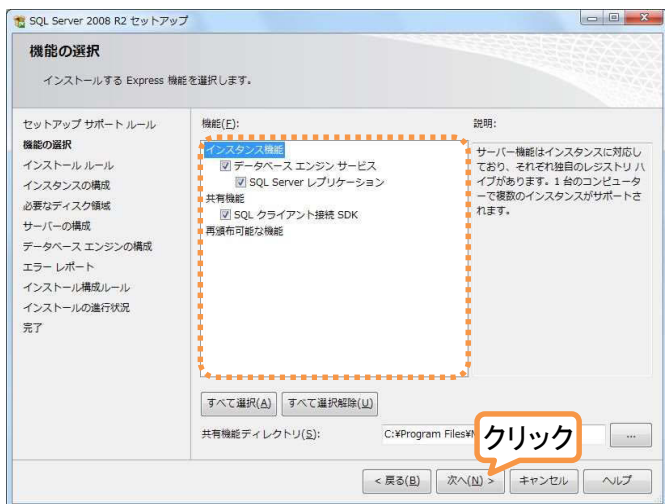 SQL Server 2008 R2 セットアップ
機能の選択
インストールする Express 機能を選択します。
セットアップ サポート ルール
機能の選択
インストール ルール
インスタンスの構成
必要なディスク領域
サーバーの構成
データベース エンジンの構成
エラー レポート
インストール構成ルール
インストールの進行状況
完了
機能(F):
インスタンス機能
データベース エンジン サービス
SQL Server レプリケーション
共有機能
SQL クライアント接続 SDK
再頒布可能な機能
説明:
サーバー機能はインスタンスに対応し
ており、それぞれ独自のレジストリ ハ
イブがあります。1 台のコンピュータ
ーで複数のインスタンスがサポートさ
れます。
すべて選択(A)
すべて選択解除(U)
共有機能ディレクトリ(S):
C:¥Program Files¥
...
クリック
< 戻る(B)
次へ(N) >
キャンセル
ヘルプ